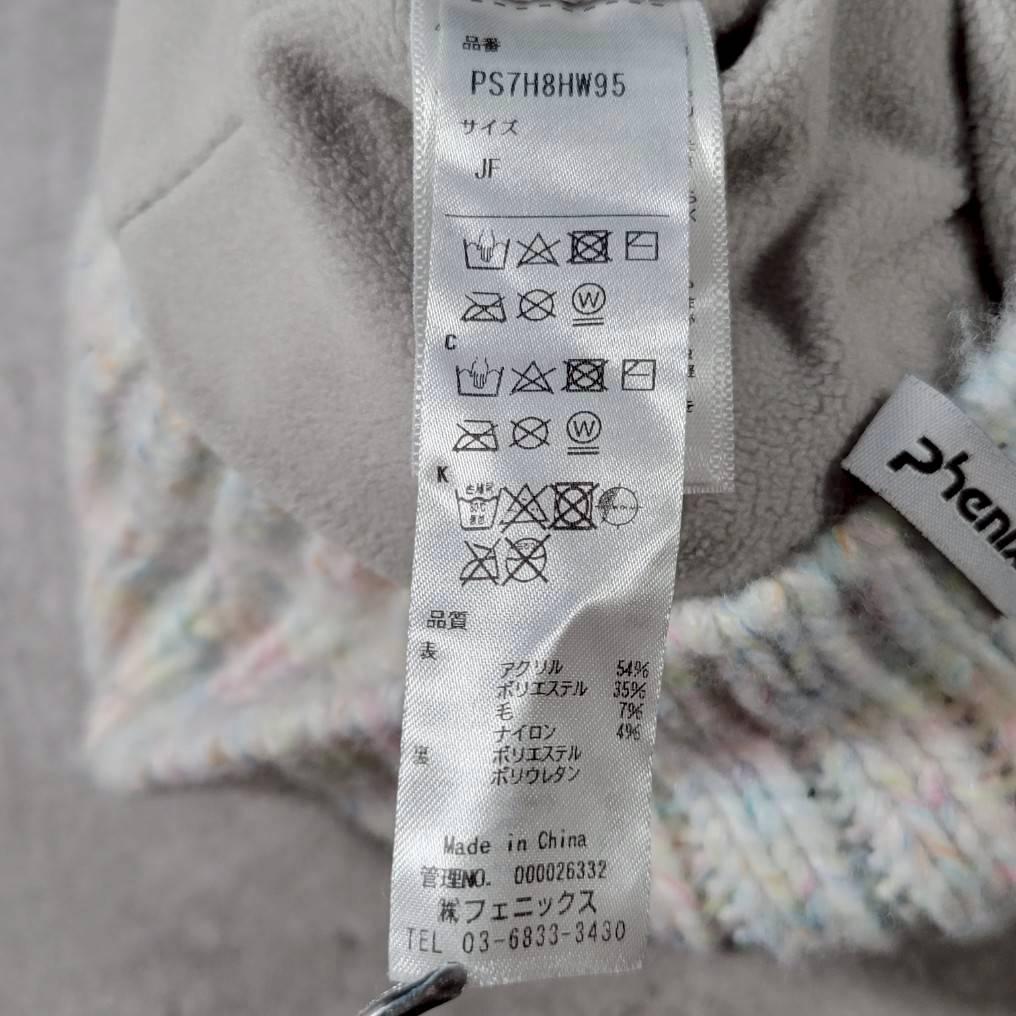 品番
PS7H8HW95
サイズ
JF
W
C
W
K
品質
表
アクリル 54%
ポリエステル 35%
毛 7%
ナイロン 4%
裏
ポリエステル
ポリウレタン
Made in China
管理NO. 000026332
㈱フェニックス
TEL 03-6833-3430
Phenix